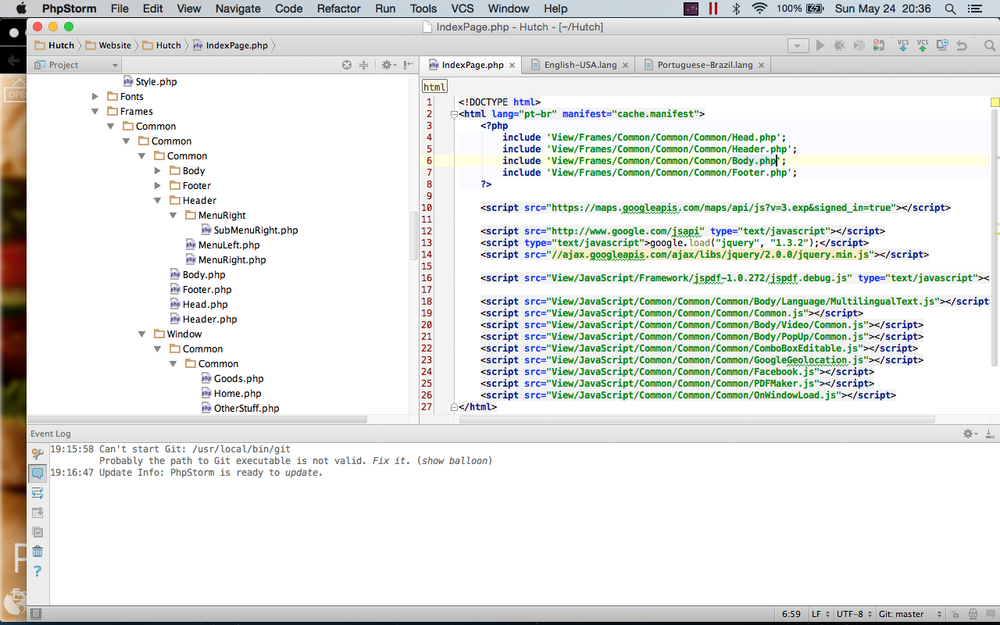 PhpStorm File Edit View Navigate Code Refactor Run Tools VCS Window Help 100% Sun May 24 20:36
IndexPage.php - Hutch - [~/Hutch]
Hutch Website Hutch IndexPage.php VCS VCS
Project
IndexPage.php English-USA.lang Portuguese-Brazil.lang
Style.php
Fonts
Frames
Common
Common
Common
Body
Footer
Header
MenuRight
SubMenuRight.php
MenuLeft.php
MenuRight.php
Body.php
Footer.php
Head.php
Header.php
Window
Common
Common
Goods.php
Home.php
OtherStuff.php
html
1 <!DOCTYPE html>
2 <html lang="pt-br" manifest="cache.manifest">
3 <?php
4 include 'View/Frames/Common/Common/Common/Head.php';
5 include 'View/Frames/Common/Common/Common/Header.php';
6 include 'View/Frames/Common/Common/Common/Body.php';
7 include 'View/Frames/Common/Common/Common/Footer.php';
8 ?>
9
10 <script src="https://maps.googleapis.com/maps/api/js?v=3.exp&signed_in=true"></script>
11
12 <script src="http://www.google.com/jsapi" type="text/javascript"></script>
13 <script type="text/javascript">google.load("jquery", "1.3.2");</script>
14 <script src="//ajax.googleapis.com/ajax/libs/jquery/2.0.0/jquery.min.js"></script>
15
16 <script src="View/JavaScript/Framework/jspdf-1.0.272/jspdf.debug.js" type="text/javascript"><
17
18 <script src="View/JavaScript/Common/Common/Common/Body/Language/MultilingualText.js"></script
19 <script src="View/JavaScript/Common/Common/Common/Common.js"></script>
20 <script src="View/JavaScript/Common/Common/Common/Body/Video/Common.js"></script>
21 <script src="View/JavaScript/Common/Common/Common/Body/PopUp/Common.js"></script>
22 <script src="View/JavaScript/Common/Common/Common/ComboBoxEditable.js"></script>
23 <script src="View/JavaScript/Common/Common/Common/GoogleGeolocation.js"></script>
24 <script src="View/JavaScript/Common/Common/Common/Facebook.js"></script>
25 <script src="View/JavaScript/Common/Common/Common/PDFMaker.js"></script>
26 <script src="View/JavaScript/Common/Common/Common/OnWindowLoad.js"></script>
27 </html>
Event Log
19:15:58 Can't start Git: /usr/local/bin/git
Probably the path to Git executable is not valid. Fix it. (show balloon)
19:16:47 Update Info: PhpStorm is ready to update.
6:59 LF UTF-8 Git: master